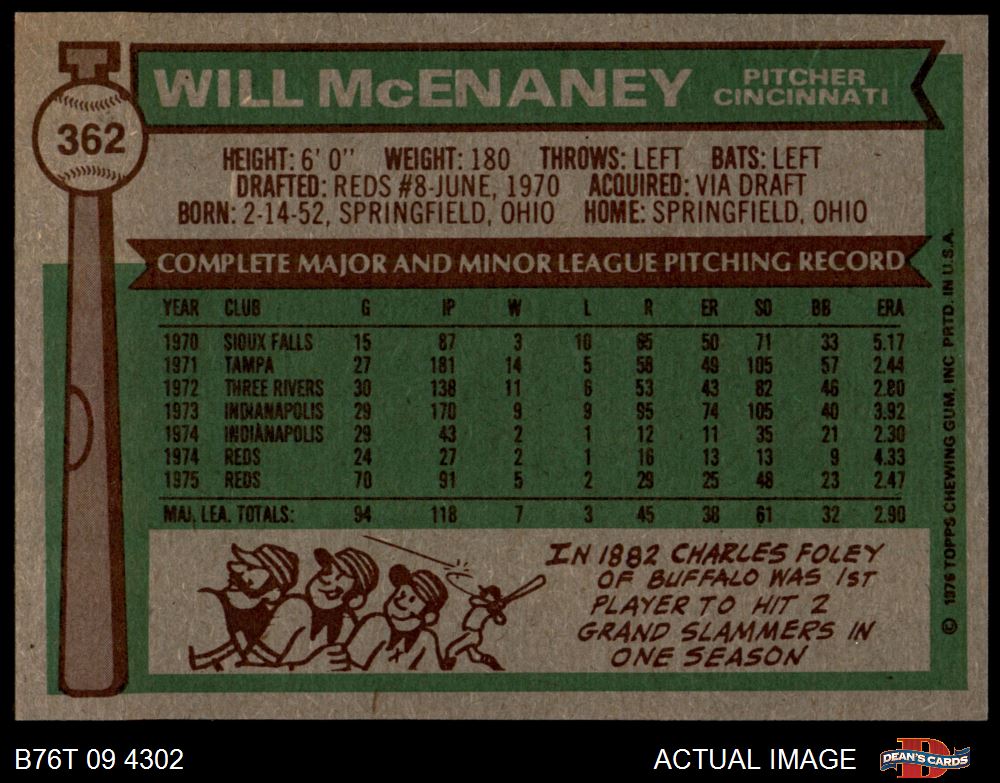 WILL McENANEY
PITCHER
CINCINNATI
362
HEIGHT: 6' 0" WEIGHT: 180 THROWS: LEFT BATS: LEFT
DRAFTED: REDS #8-JUNE, 1970 ACQUIRED: VIA DRAFT
BORN: 2-14-52, SPRINGFIELD, OHIO HOME: SPRINGFIELD, OHIO
COMPLETE MAJOR AND MINOR LEAGUE PITCHING RECORD
YEAR CLUB G IP W L R ER SO BB ERA
1970 SIOUX FALLS 15 87 3 10 65 50 71 33 5.17
1971 TAMPA 27 181 14 5 58 49 105 57 2.44
1972 THREE RIVERS 30 138 11 6 53 43 82 46 2.80
1973 INDIANAPOLIS 29 170 9 9 95 74 105 40 3.92
1974 INDIANAPOLIS 29 43 2 1 12 11 35 21 2.30
1974 REDS 24 27 2 1 16 13 13 9 4.33
1975 REDS 70 91 5 2 29 25 48 23 2.47
MAJ. LEA. TOTALS: 94 118 7 3 45 38 61 32 2.90
IN 1882 CHARLES FOLEY
OF BUFFALO WAS 1ST
PLAYER TO HIT 2
GRAND SLAMMERS IN
ONE SEASON
© 1976 TOPPS CHEWING GUM, INC. PRTD. IN U.S.A.
B76T 09 4302
ACTUAL IMAGE
DEAN'S CARDS